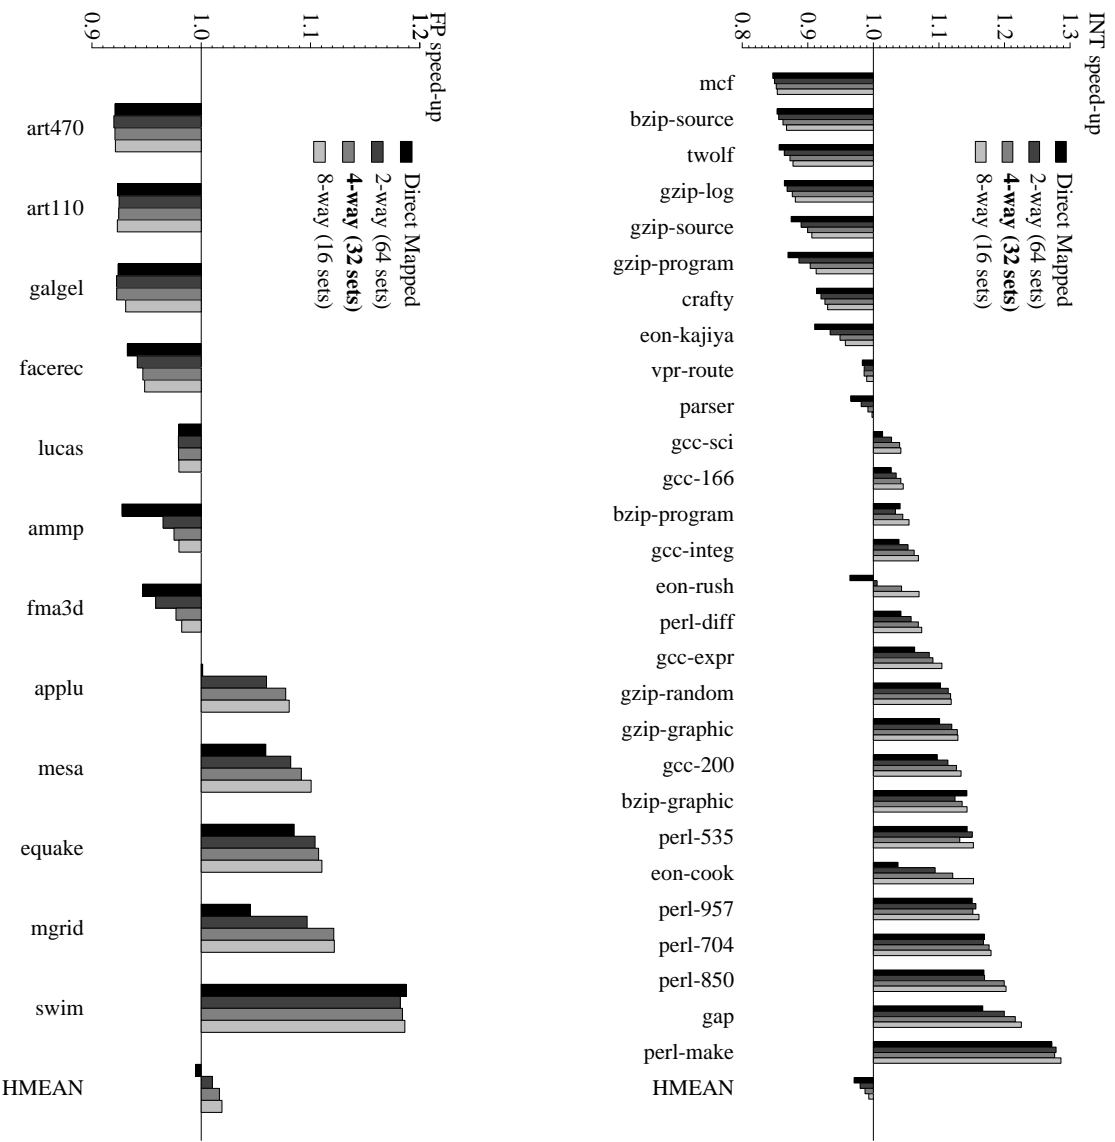 INT speed-up
0.8
0.9
1.0
1.1
1.2
1.3
Direct Mapped
2-way (64 sets)
4-way (32 sets)
8-way (16 sets)
mcf
bzip-source
twolf
gzip-log
gzip-source
gzip-program
crafty
eon-kajiya
vpr-route
parser
gcc-sci
gcc-166
bzip-program
gcc-integ
eon-rush
perl-diff
gcc-expr
gzip-random
gzip-graphic
gcc-200
bzip-graphic
perl-535
eon-cook
perl-957
perl-704
perl-850
gap
perl-make
HMEAN
FP speed-up
0.9
1.0
1.1
1.2
Direct Mapped
2-way (64 sets)
4-way (32 sets)
8-way (16 sets)
art470
art110
galgel
facerec
lucas
ammp
fma3d
applu
mesa
equake
mgrid
swim
HMEAN